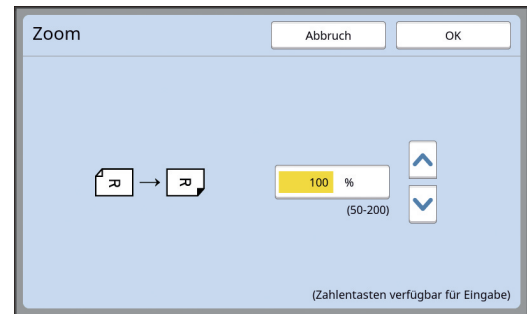 Zoom
Abbruch
OK
R → R
100 %
(50-200)
(Zahlentasten verfügbar für Eingabe)